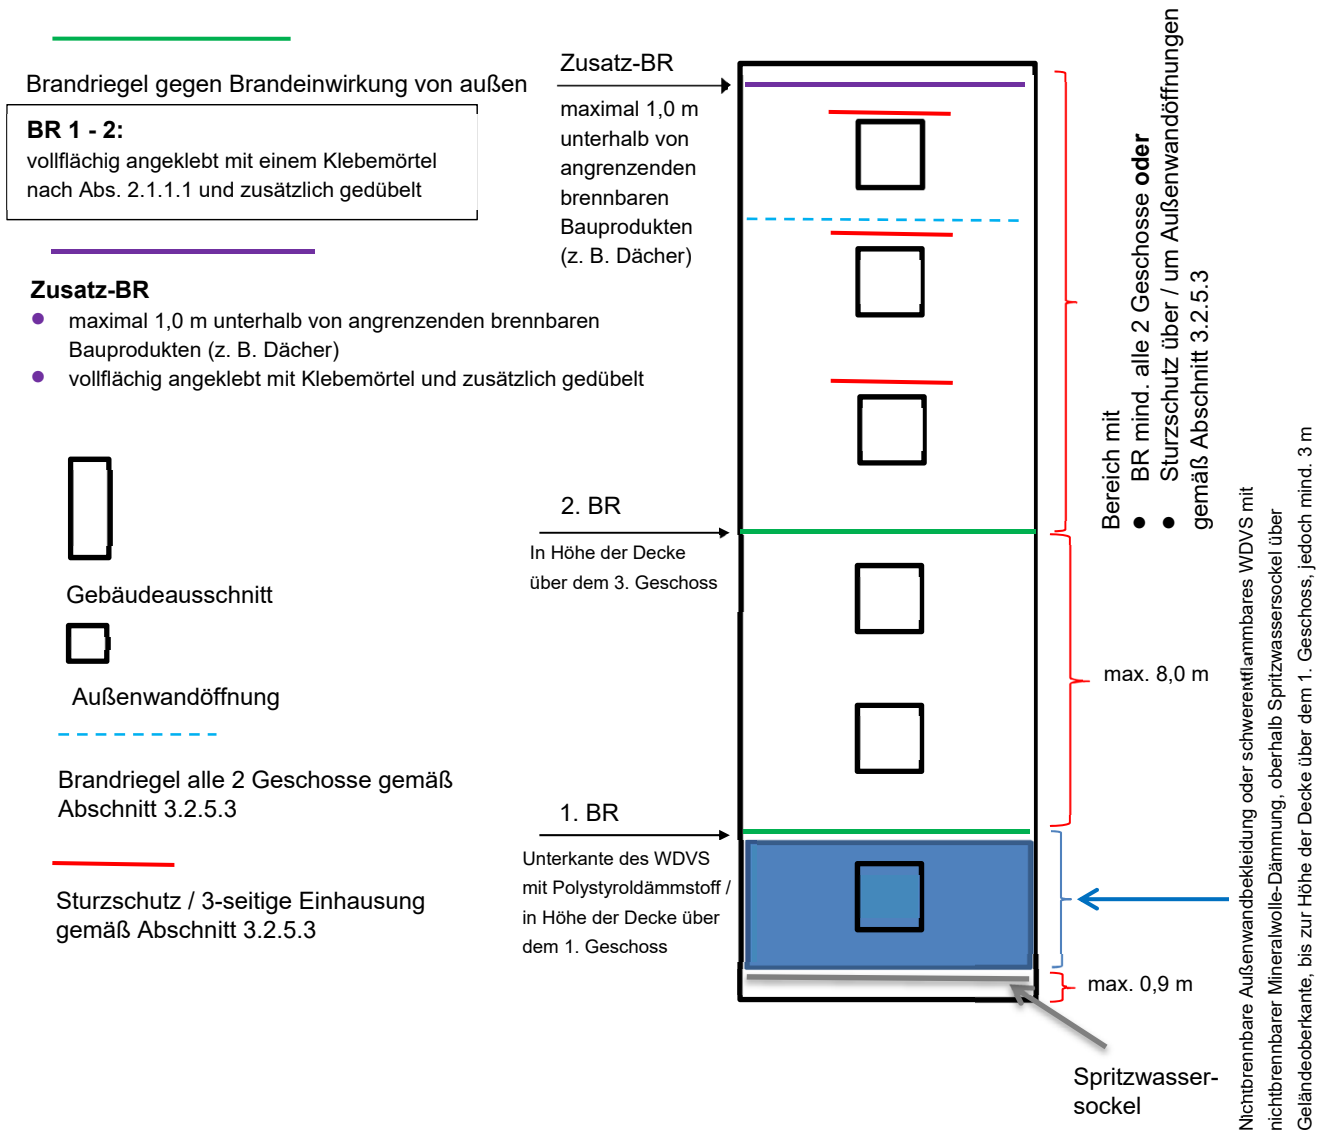 Brandriegel gegen Brandeinwirkung von außen
BR 1 - 2:
vollflächig angeklebt mit einem Klebemörtel
nach Abs. 2.1.1.1 und zusätzlich gedübelt
Zusatz-BR
● maximal 1,0 m unterhalb von angrenzenden brennbaren
Bauprodukten (z. B. Dächer)
● vollflächig angeklebt mit Klebemörtel und zusätzlich gedübelt
Gebäudeausschnitt
Außenwandöffnung
Brandriegel alle 2 Geschosse gemäß
Abschnitt 3.2.5.3
Sturzschutz / 3-seitige Einhausung
gemäß Abschnitt 3.2.5.3
Zusatz-BR
maximal 1,0 m
unterhalb von
angrenzenden
brennbaren
Bauprodukten
(z. B. Dächer)
2. BR
In Höhe der Decke
über dem 3. Geschoss
1. BR
Unterkante des WDVS
mit Polystyroldämmstoff /
in Höhe der Decke über
dem 1. Geschoss
Bereich mit
● BR mind. alle 2 Geschosse oder
● Sturzschutz über / um Außenwandöffnungen
gemäß Abschnitt 3.2.5.3
max. 8,0 m
max. 0,9 m
Spritzwasser-
sockel
Nichtbrennbare Außenwandbekleidung oder schwerentflammbares WDVS mit
nichtbrennbarer Mineralwolle-Dämmung, oberhalb Spritzwassersockel über
Geländeoberkante, bis zur Höhe der Decke über dem 1. Geschoss, jedoch mind. 3 m